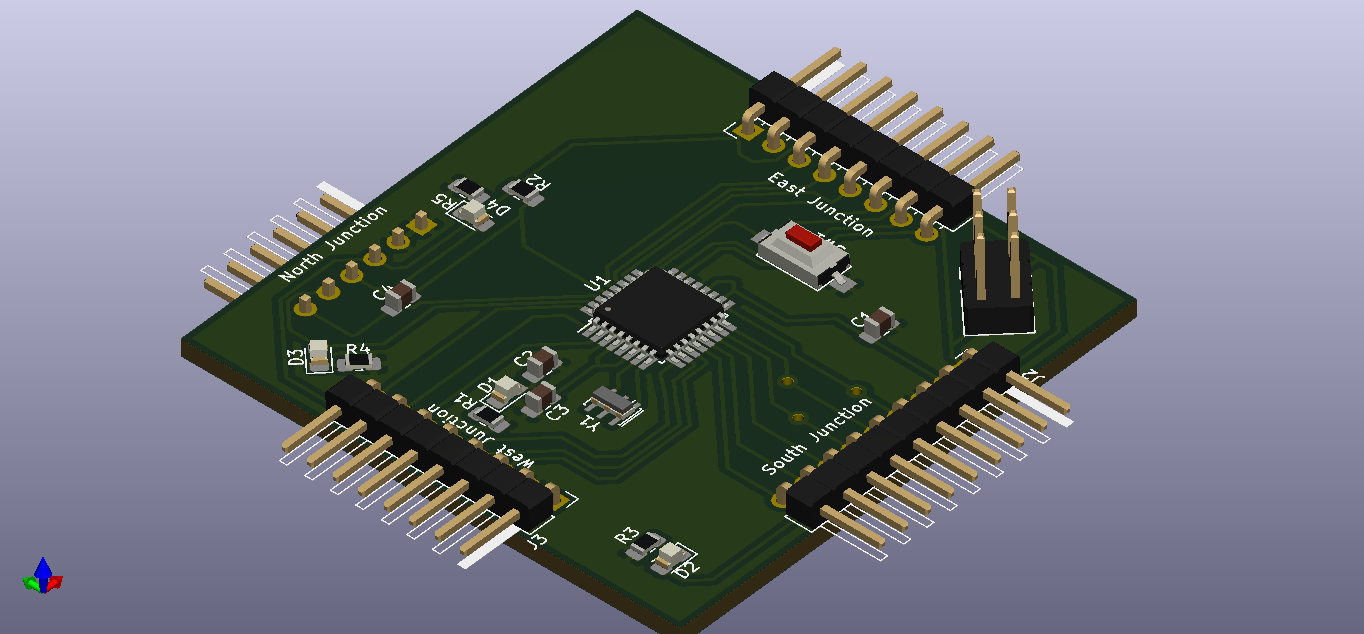 R2
R5
D4
East Junction
North Junction
U1
C4
C1
D3
R4
C2
D1
R1
C3
Y1
West Junction
J2
South Junction
J3
R3
D2